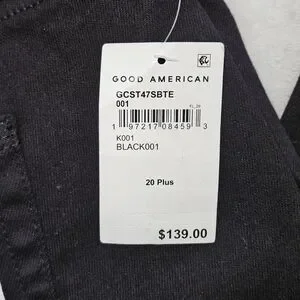 GOOD AMERICAN
GCST47SBTE
001
1 97217 08459 3
K001
BLACK001
20 Plus
$139.00